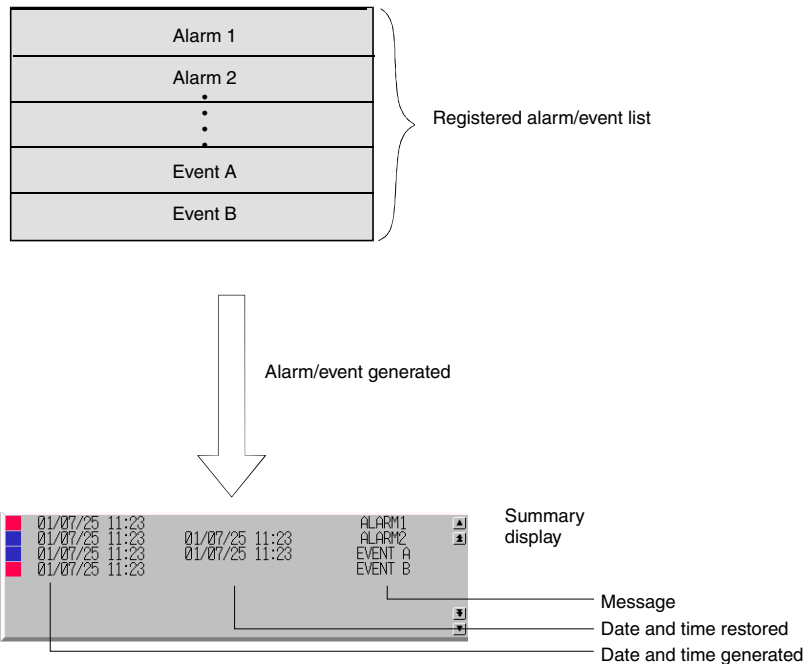 Alarm 1
Alarm 2
Registered alarm/event list
Event A
Event B
Alarm/event generated
01/07/25 11:23 ALARM1
01/07/25 11:23 01/07/25 11:23 ALARM2
01/07/25 11:23 01/07/25 11:23 EVENT A
01/07/25 11:23 EVENT B
Summary
display
Message
Date and time restored
Date and time generated